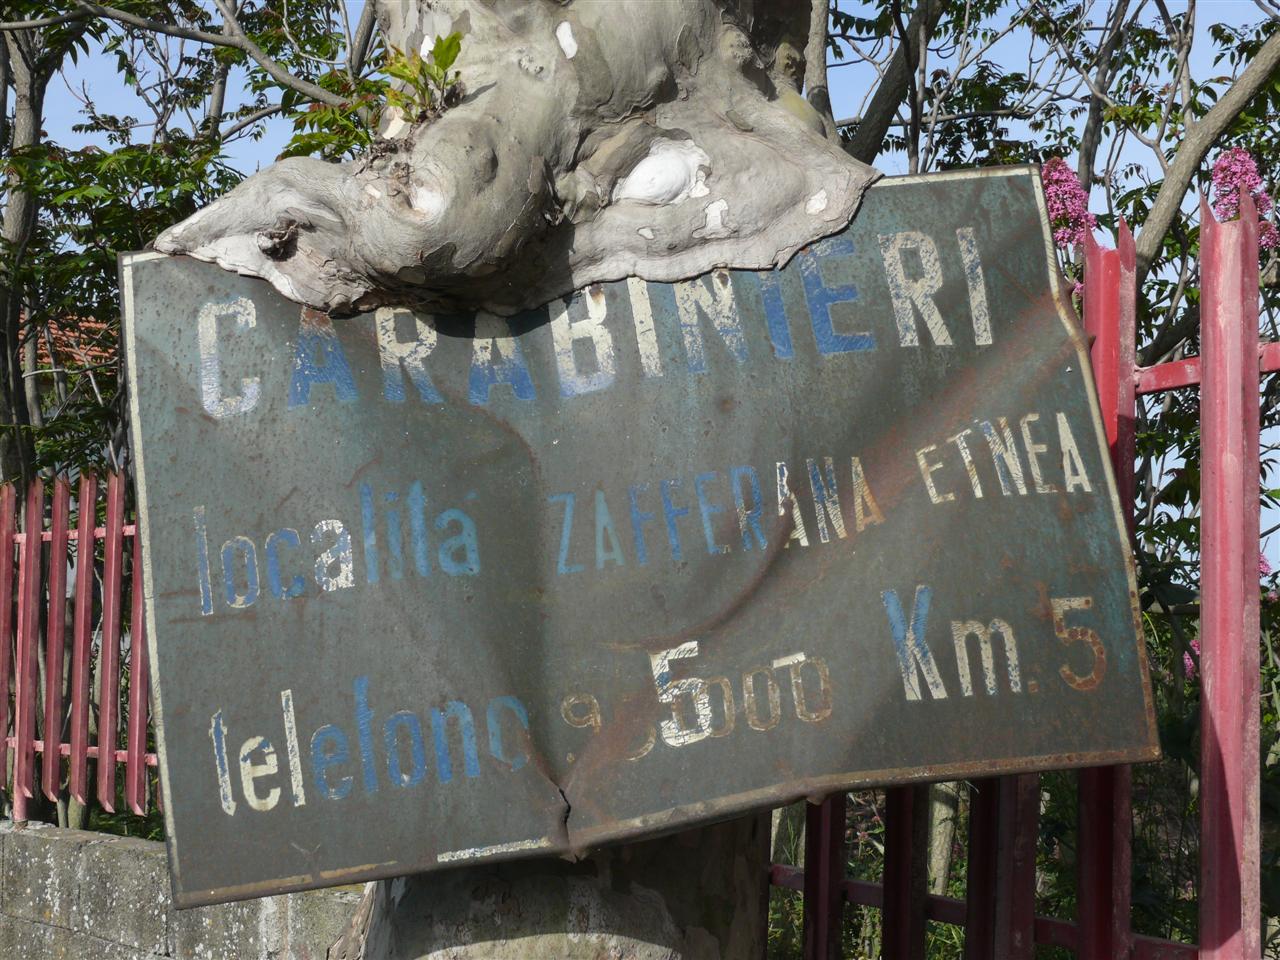 CARABINIERI
località ZAFFERANA ETNEA
telefono Km. 5